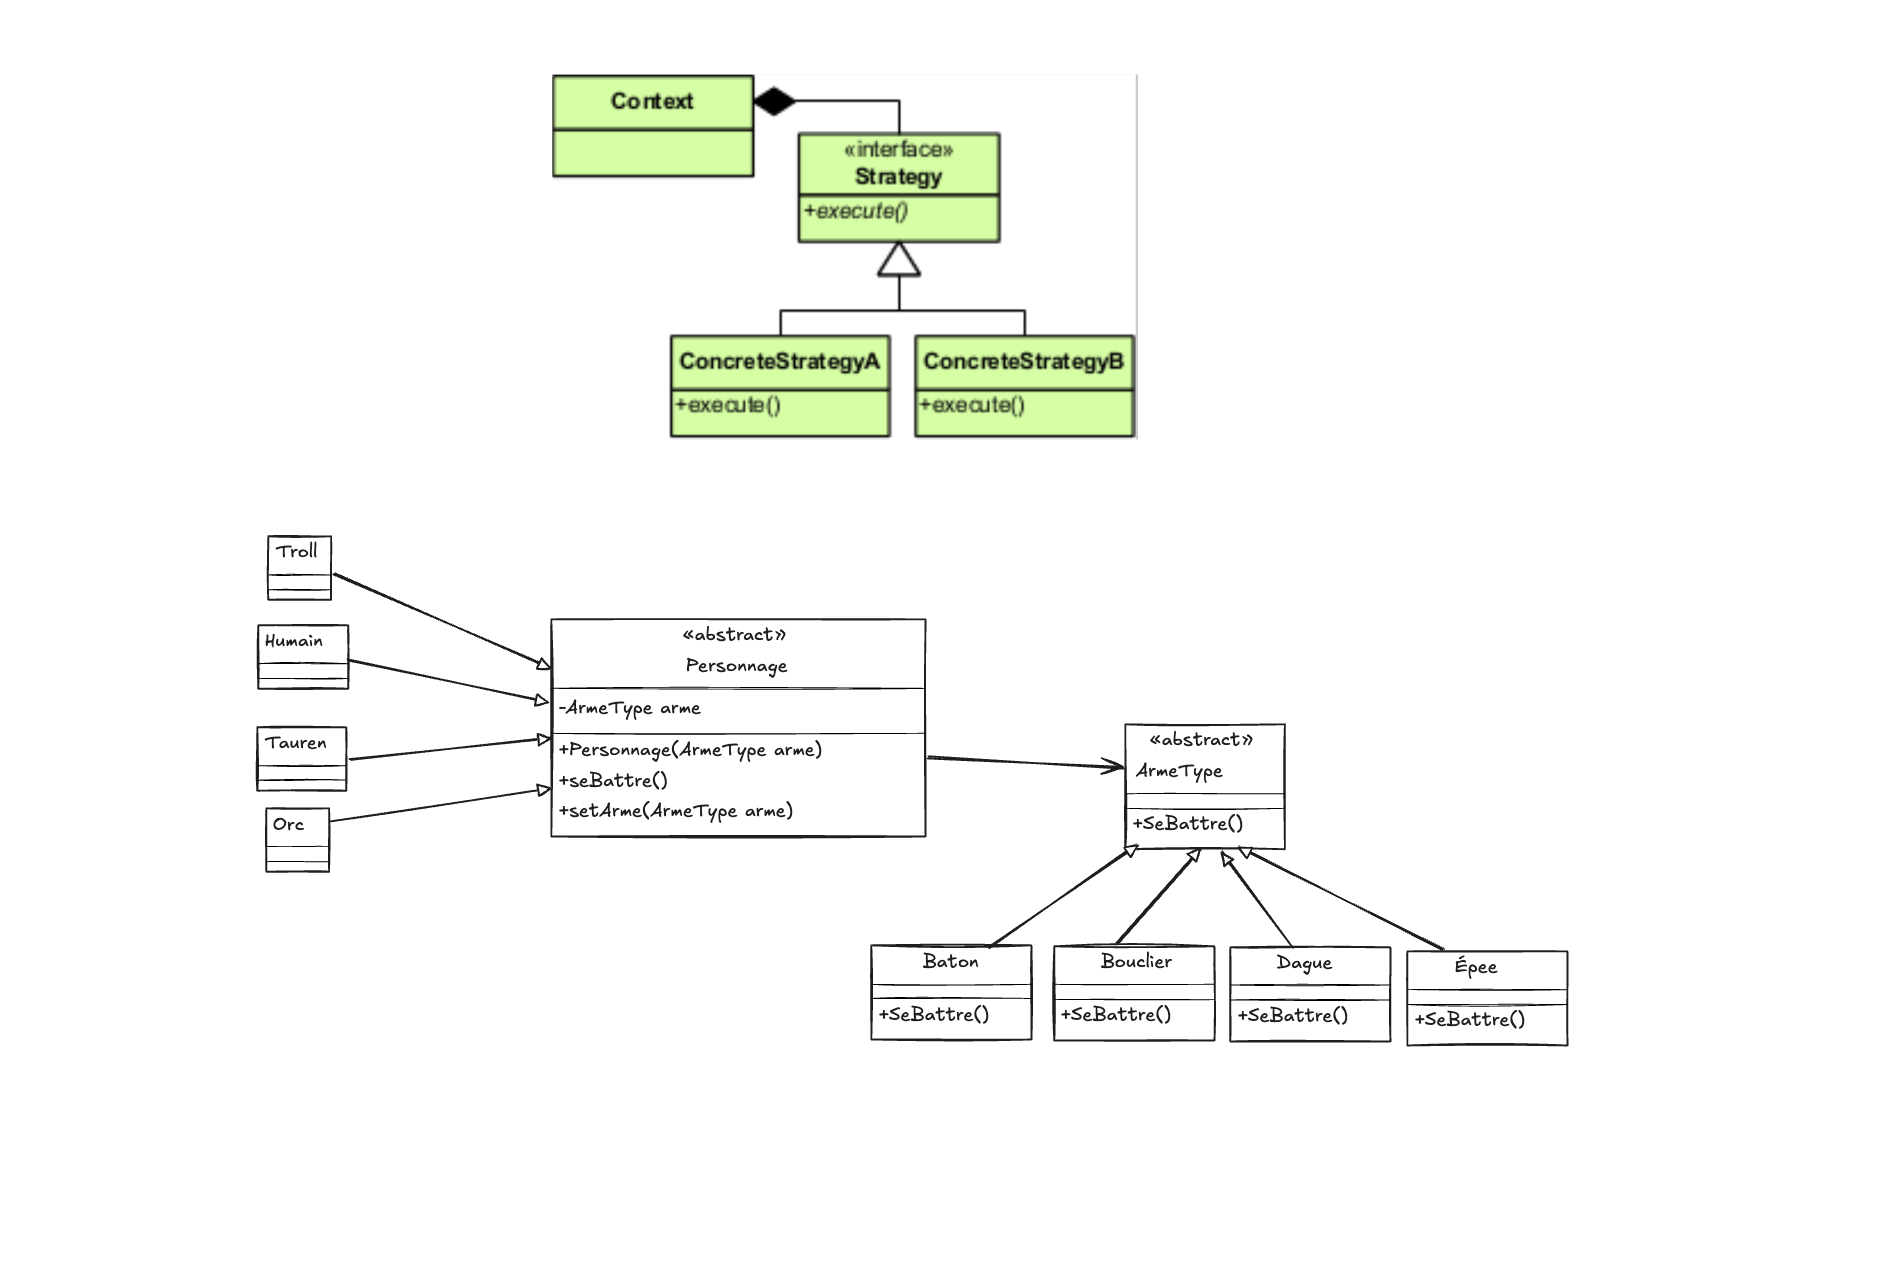 Context
«interface»
Strategy
+execute()
ConcreteStrategyA
+execute()
ConcreteStrategyB
+execute()
Troll
Humain
Tauren
Orc
«abstract»
Personnage
-ArmeType arme
+Personnage(ArmeType arme)
+seBattre()
+setArme(ArmeType arme)
«abstract»
ArmeType
+SeBattre()
Baton
+SeBattre()
Bouclier
+SeBattre()
Dague
+SeBattre()
Épee
+SeBattre()